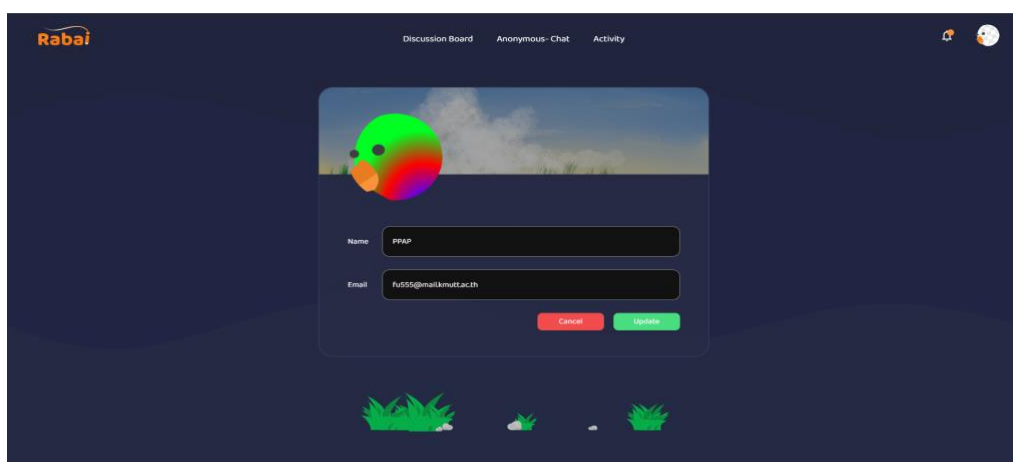 Rabai
Discussion Board Anonymous- Chat Activity
Name PPAP
Email fu555@mail.kmutt.ac.th
Cancel Update